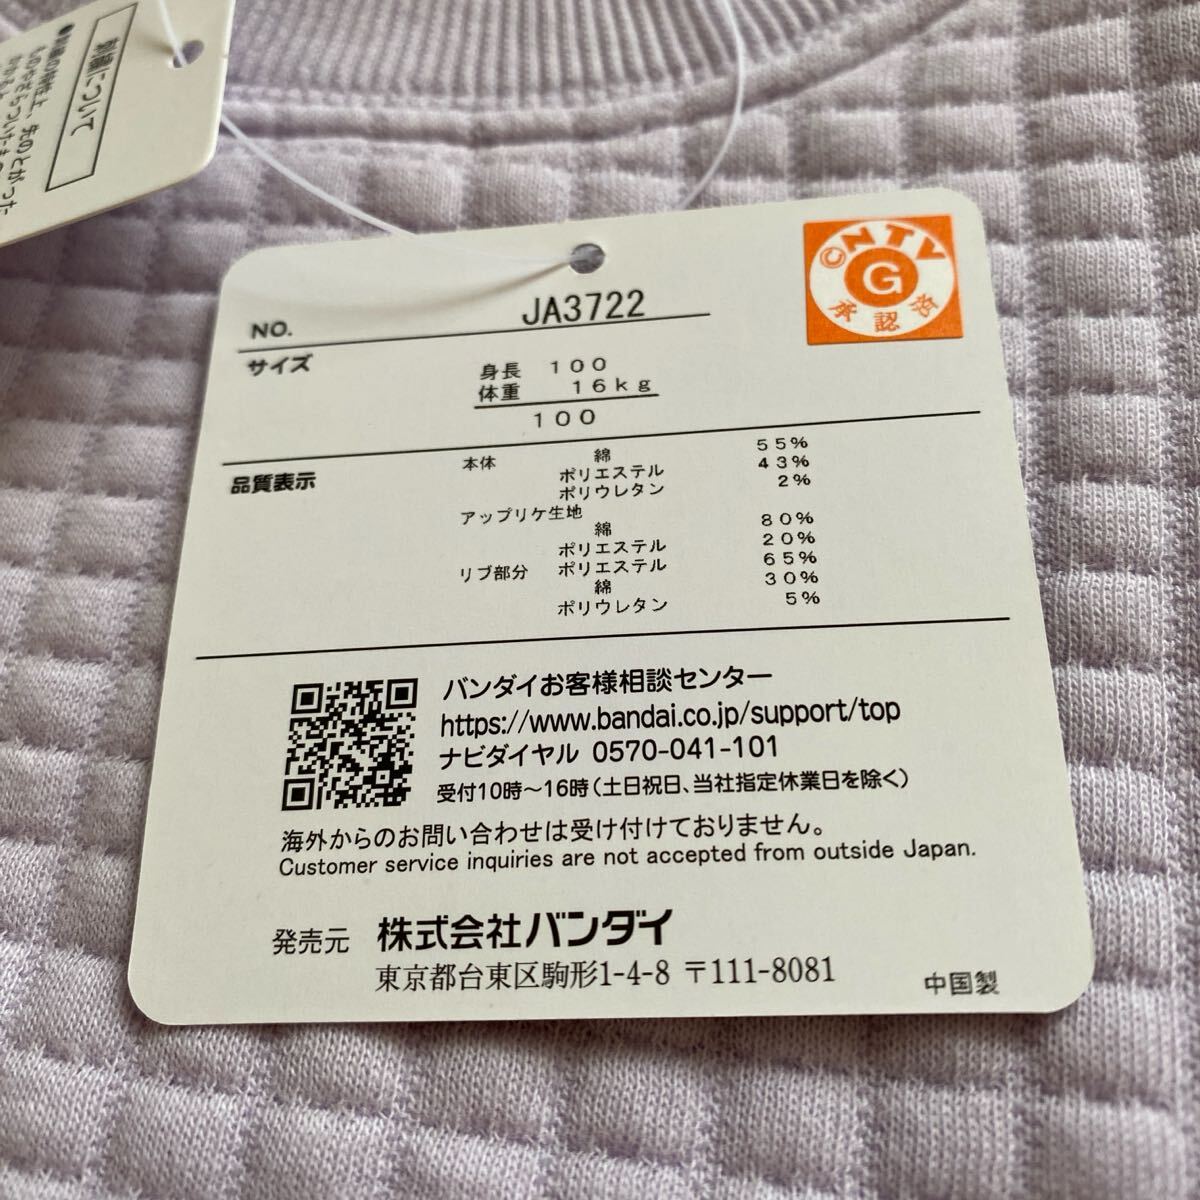 刺繍について
NO. JA3722
©NTV
G
承認済
サイズ
身長 100
体重 16kg
100
品質表示
本体 綿 55%
ポリエステル 43%
ポリウレタン 2%
アップリケ生地
綿 80%
ポリエステル 20%
リブ部分 ポリエステル 65%
綿 30%
ポリウレタン 5%
バンダイお客様相談センター
https://www.bandai.co.jp/support/top
ナビダイヤル 0570-041-101
受付10時～16時(土日祝日、当社指定休業日を除く)
海外からのお問い合わせは受け付けておりません。
Customer service inquiries are not accepted from outside Japan.
発売元 株式会社バンダイ
東京都台東区駒形1-4-8 〒111-8081
中国製